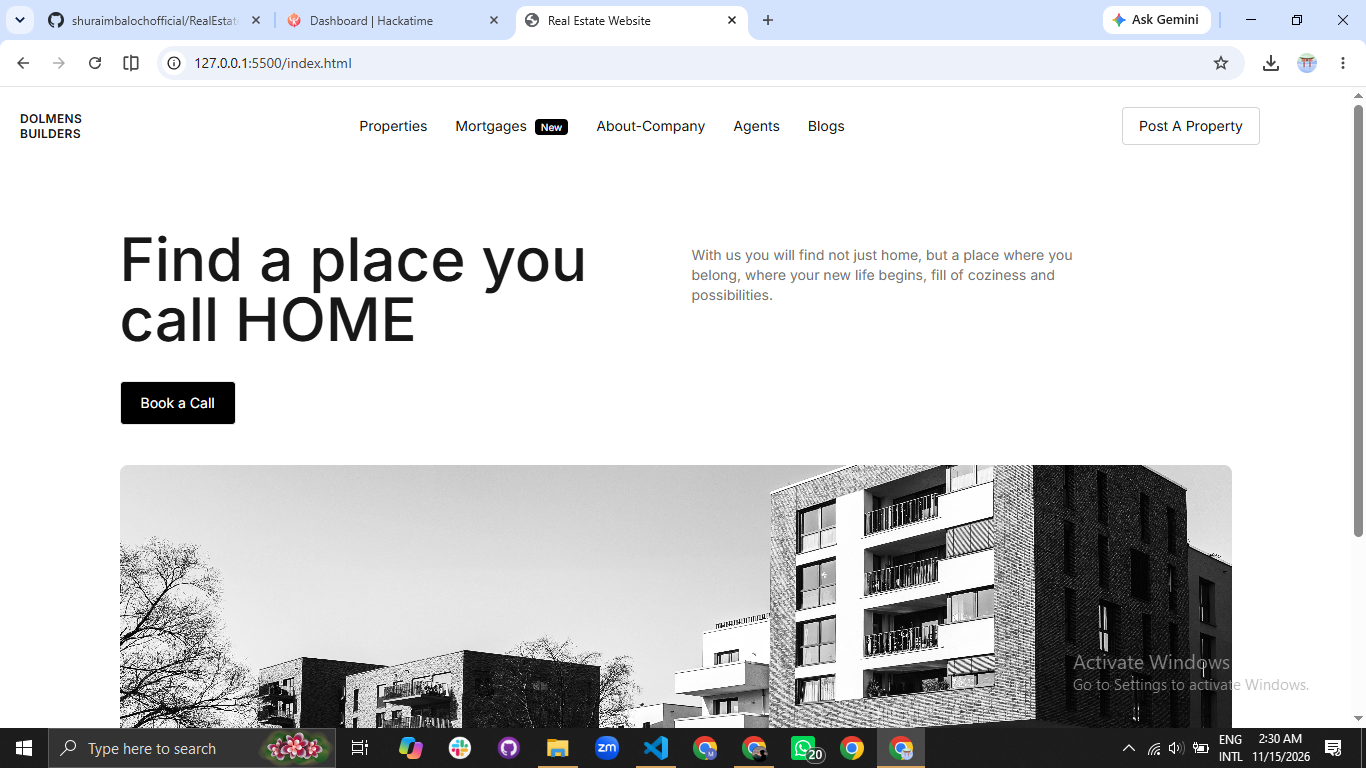 shuraimbalochofficial/RealEstat
Dashboard | Hackatime
Real Estate Website
Ask Gemini
127.0.0.1:5500/index.html
DOLMENS
BUILDERS
Properties
Mortgages New
About-Company
Agents
Blogs
Post A Property
Find a place you
call HOME
With us you will find not just home, but a place where you
belong, where your new life begins, fill of coziness and
possibilities.
Book a Call
Activate Windows
Go to Settings to activate Windows.
Type here to search
zm
M
20
ENG
INTL
2:30 AM
11/15/2026